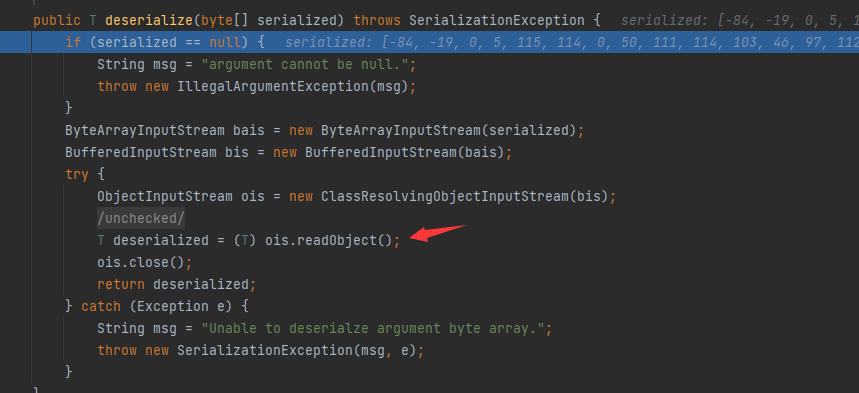 public T deserialize(byte[] serialized) throws SerializationException {   serialized: [-84, -19, 0, 5, 1
if (serialized == null) {   serialized: [-84, -19, 0, 5, 115, 114, 0, 50, 111, 114, 103, 46, 97, 112
String msg = "argument cannot be null.";
throw new IllegalArgumentException(msg);
}
ByteArrayInputStream bais = new ByteArrayInputStream(serialized);
BufferedInputStream bis = new BufferedInputStream(bais);
try {
ObjectInputStream ois = new ClassResolvingObjectInputStream(bis);
/unchecked/
T deserialized = (T) ois.readObject();
ois.close();
return deserialized;
} catch (Exception e) {
String msg = "Unable to deserialze argument byte array.";
throw new SerializationException(msg, e);
}